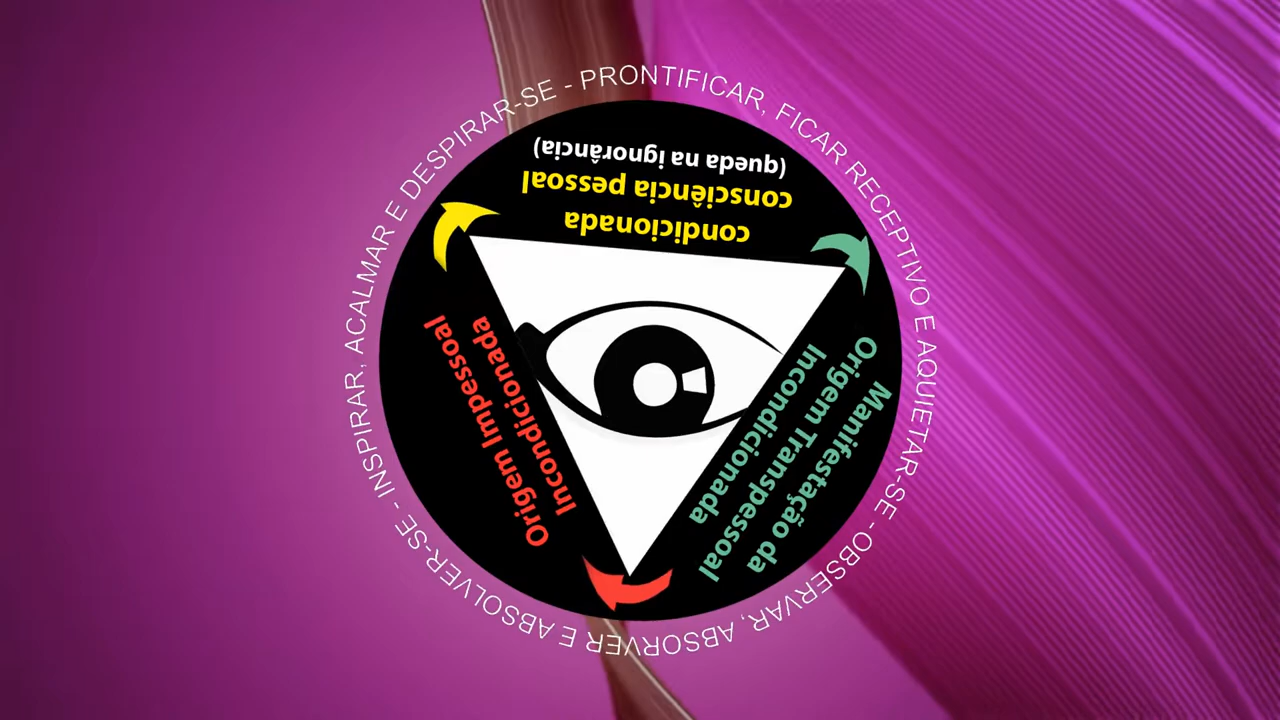 PRONTIFICAR, FICAR RECEPTIVO E AQUIETAR-SE - OBSERVAR, ABSORVER E ABSOLVER-SE - INSPIRAR, ACALMAR E DESPIRAR-SE -
condicionada
consciência pessoal
(queda na ignorância)
Origem Impessoal
Incondicionada
Manifestação da
Origem Transpessoal
Incondicionada